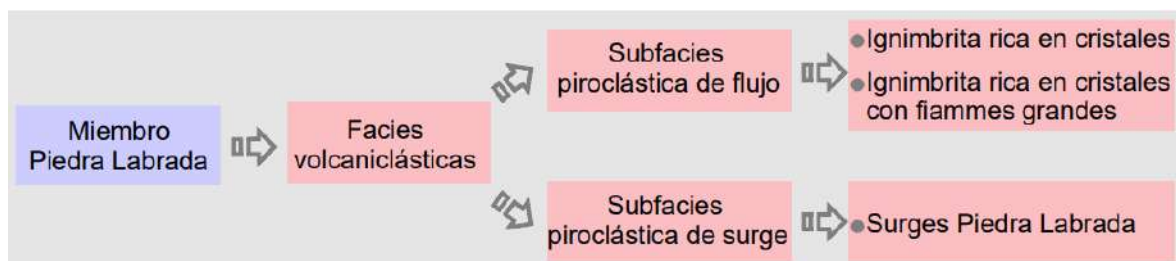 Miembro
Piedra Labrada
Facies
volcaniclásticas
Subfacies
piroclástica de flujo
Ignimbrita rica en cristales
Ignimbrita rica en cristales
con fiammes grandes
Subfacies
piroclástica de surge
Surges Piedra Labrada